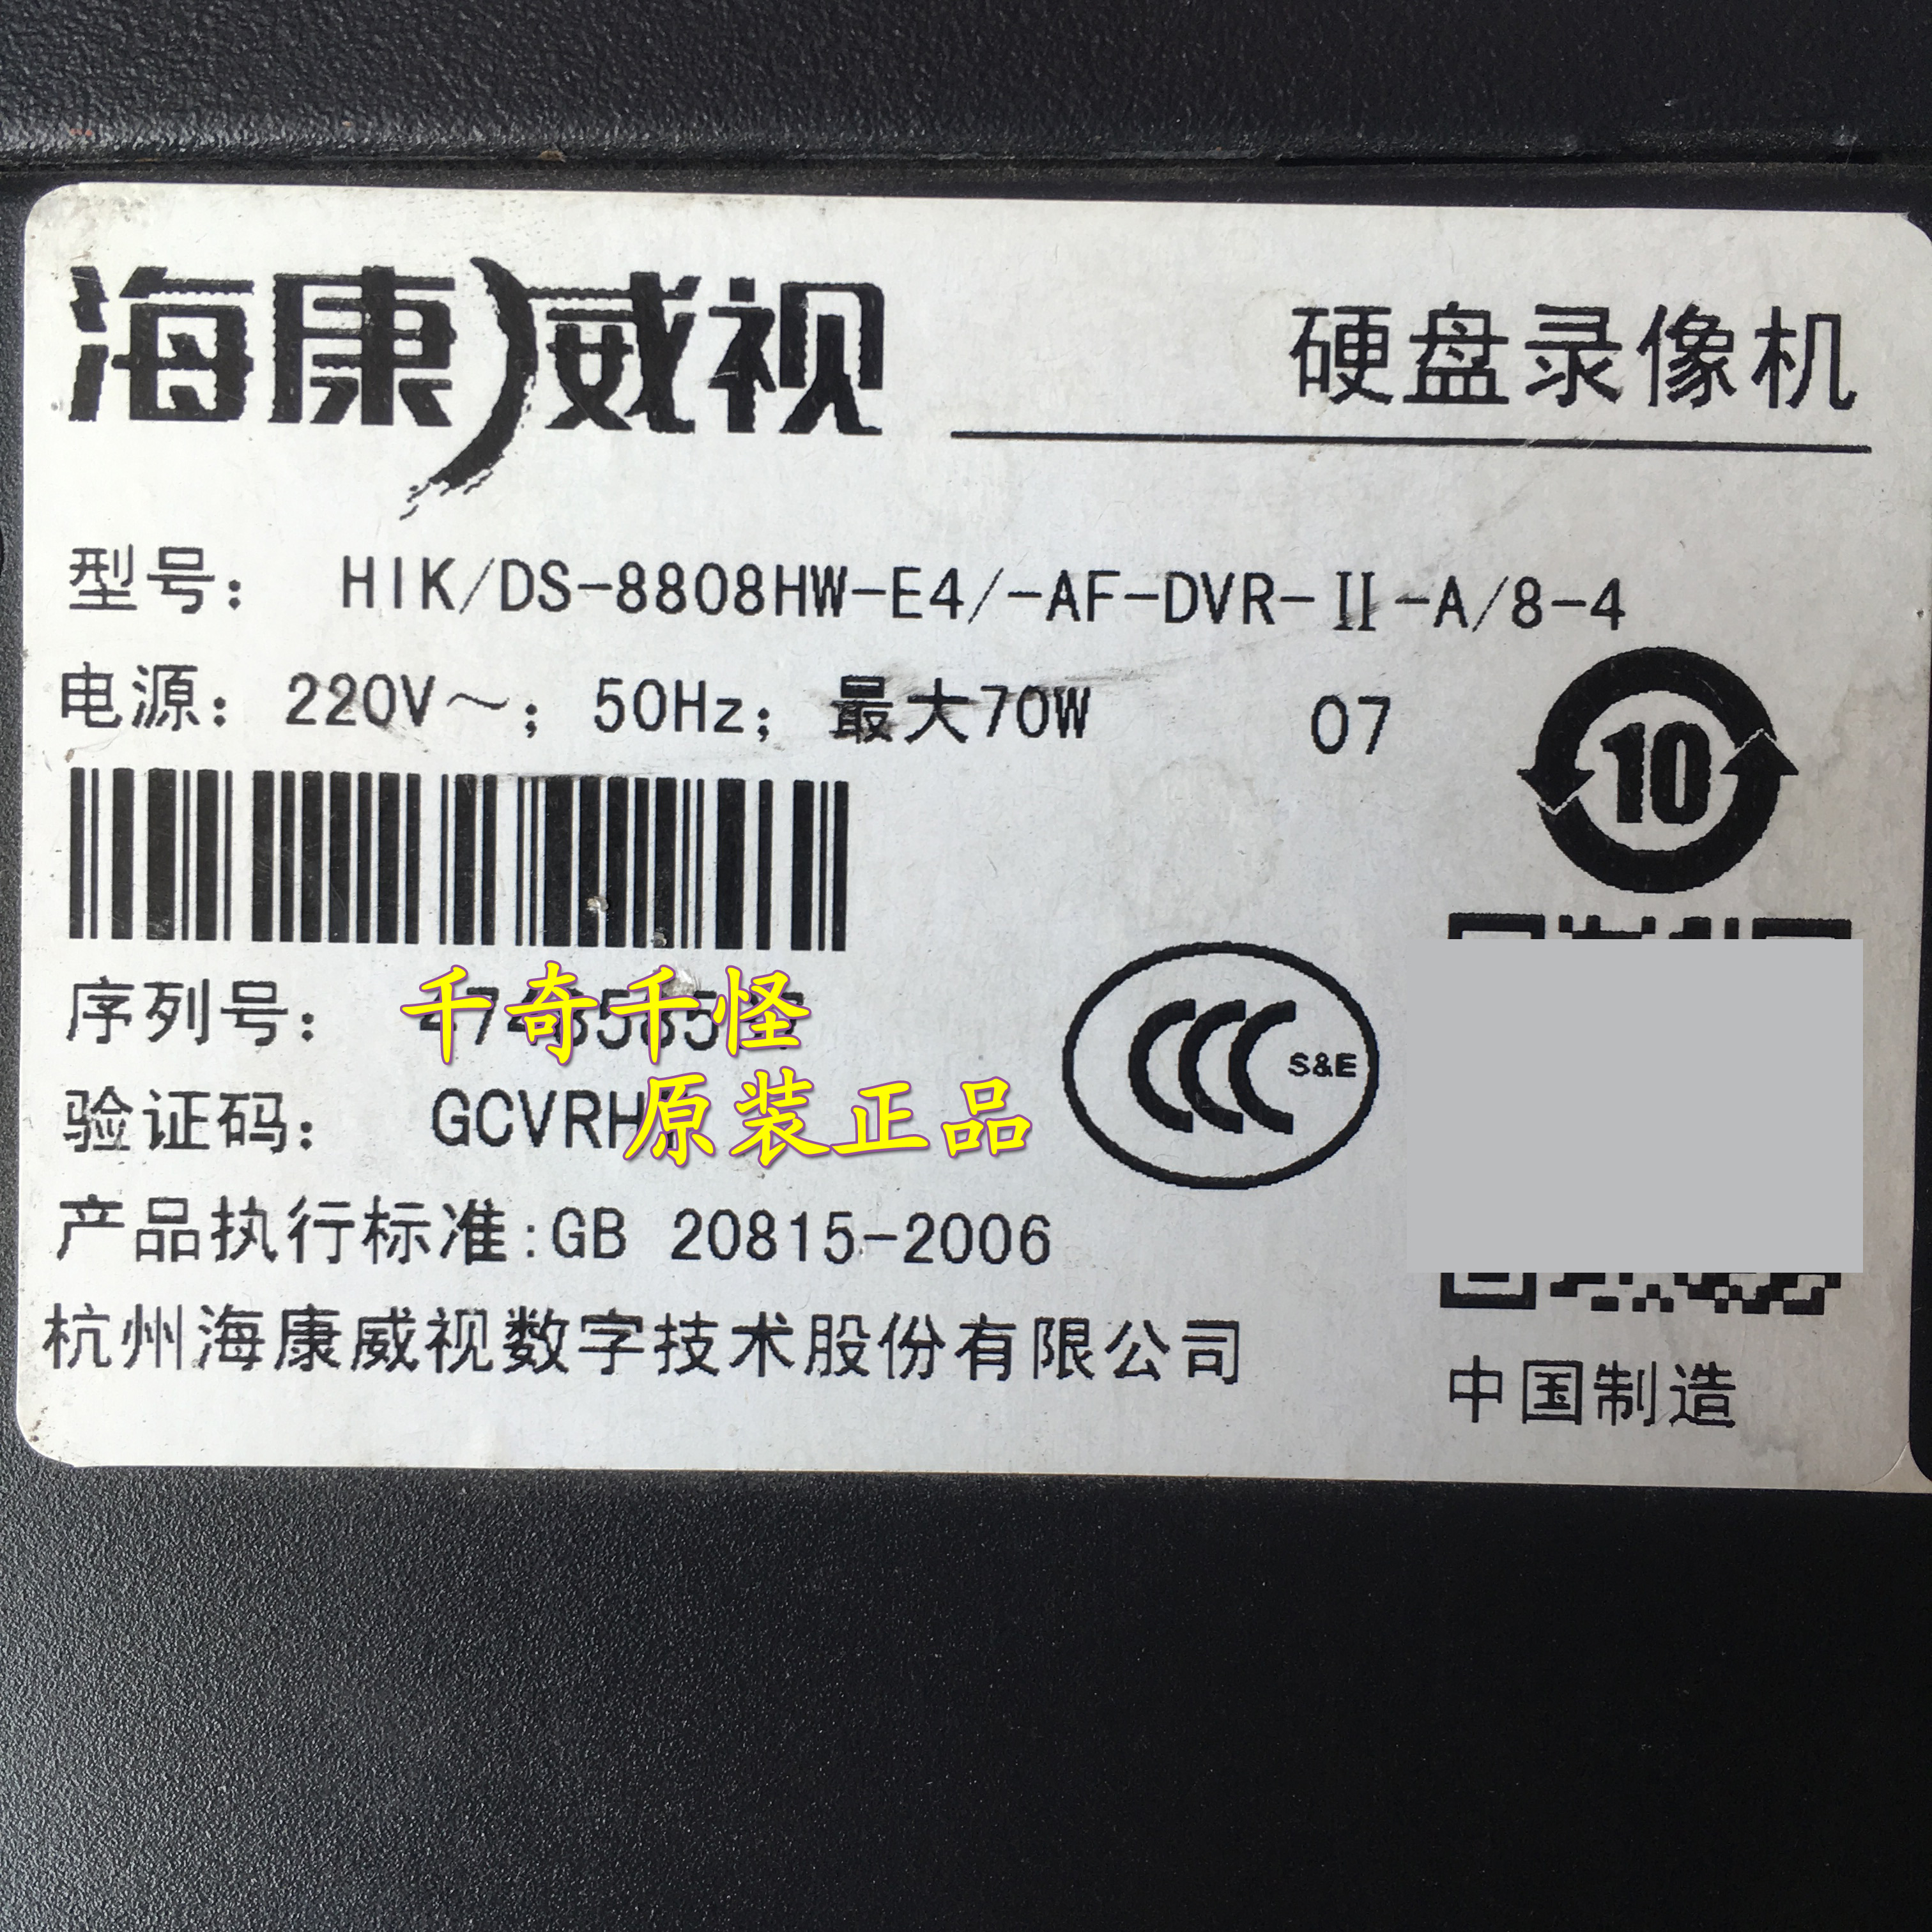 海康威视
硬盘录像机
型号： HIK/DS-8808HW-E4/-AF-DVR-Ⅱ-A/8-4
电源：220V～；50Hz；最大70W 07
10
序列号：
千奇千怪
验证码： GCVRH
原装正品
CCC S&E
产品执行标准:GB 20815-2006
杭州海康威视数字技术股份有限公司
中国制造